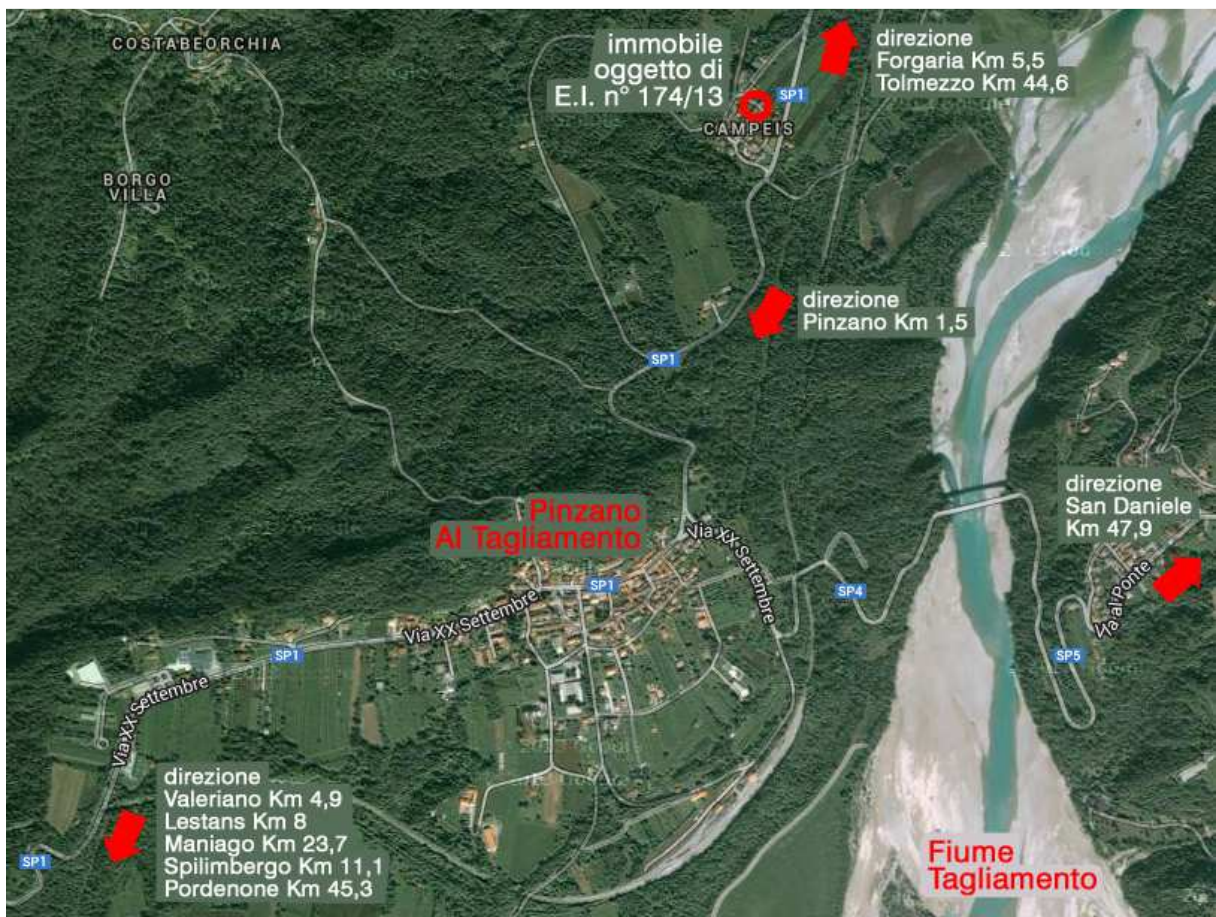 COSTABEORCHIA
immobile
oggetto di
E.I. n° 174/13
direzione
Forgaria Km 5,5
Tolmezzo Km 44,6
SP1
CAMPEIS
BORGO
VILLA
direzione
Pinzano Km 1,5
SP1
direzione
San Daniele
Km 47,9
Pinzano
Al Tagliamento
Via XX Settembre
SP1
SP4
Via al Ponte
Via XX Settembre
SP1
SP5
Via XX Settembre
direzione
Valeriano Km 4,9
Lestans Km 8
Maniago Km 23,7
Spilimbergo Km 11,1
Pordenone Km 45,3
SP1
Fiume
Tagliamento